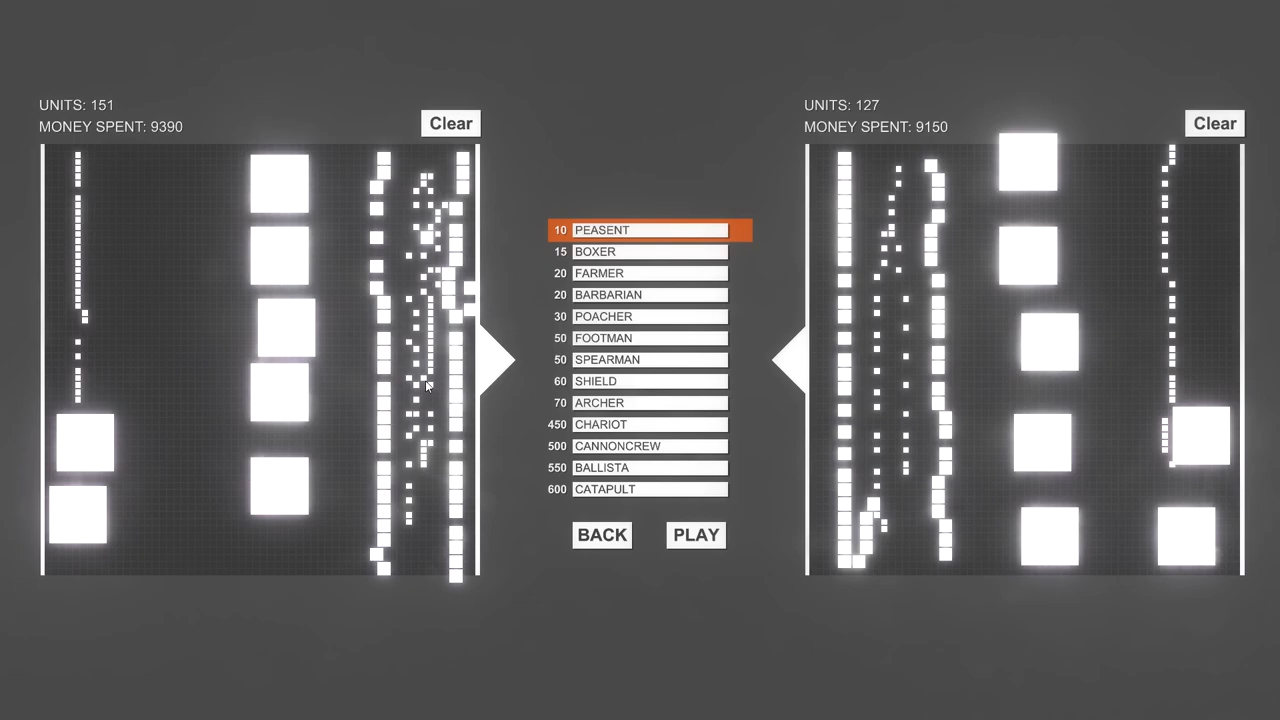 UNITS: 151
MONEY SPENT: 9390
Clear
UNITS: 127
MONEY SPENT: 9150
Clear
10 PEASENT
15 BOXER
20 FARMER
20 BARBARIAN
30 POACHER
50 FOOTMAN
50 SPEARMAN
60 SHIELD
70 ARCHER
450 CHARIOT
500 CANNONCREW
550 BALLISTA
600 CATAPULT
BACK
PLAY